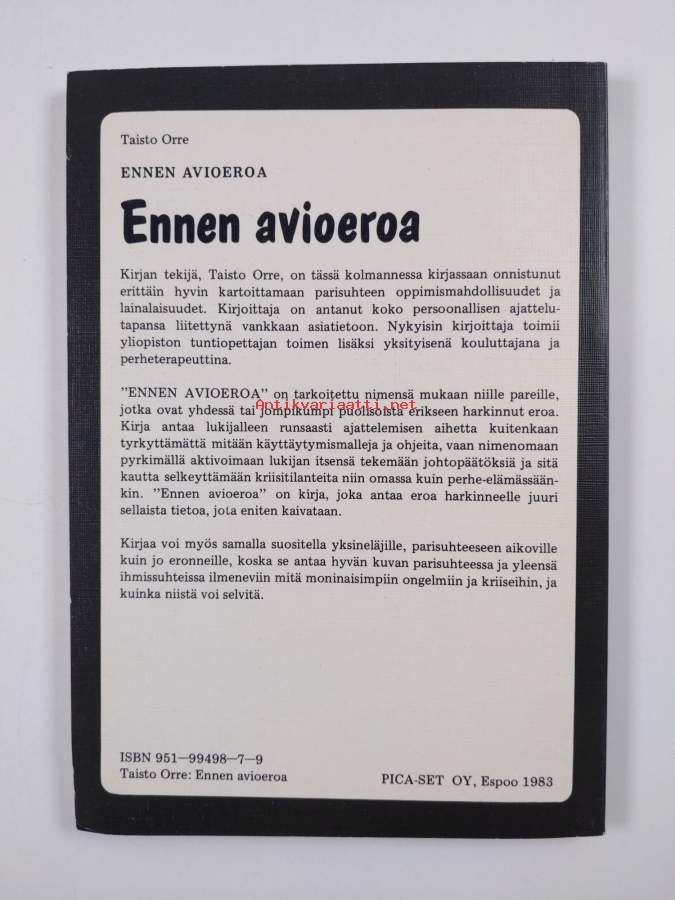 Taisto Orre
ENNEN AVIOEROA
Ennen avioeroa
Kirjan tekijä, Taisto Orre, on tässä kolmannessa kirjassaan onnistunut
erittäin hyvin kartoittamaan parisuhteen oppimismahdollisuudet ja
lainalaisuudet. Kirjoittaja on antanut koko persoonallisen ajattelu-
tapansa liitettynä vankkaan asiatietoon. Nykyisin kirjoittaja toimii
yliopiston tuntiopettajan toimen lisäksi yksityisenä kouluttajana ja
perheterapeuttina.
"ENNEN AVIOEROA" on tarkoitettu nimensä mukaan niille pareille,
jotka ovat yhdessä tai jompikumpi puolisoista erikseen harkinnut eroa.
Antikvariaatti.net
Kirja antaa lukijalleen runsaasti ajattelemisen aihetta kuitenkaan
tyrkyttämättä mitään käyttäytymismalleja ja ohjeita, vaan nimenomaan
pyrkimällä aktivoimaan lukijan itsensä tekemään johtopäätöksiä ja sitä
kautta selkeyttämään kriisitilanteita niin omassa kuin perhe-elämässään-
kin. "Ennen avioeroa" on kirja, joka antaa eroa harkinneelle juuri
sellaista tietoa, jota eniten kaivataan.
Kirjaa voi myös samalla suositella yksineläjille, parisuhteeseen aikoville
kuin jo eronneille, koska se antaa hyvän kuvan parisuhteessa ja yleensä
ihmissuhteissa ilmeneviin mitä moninaisimpiin ongelmiin ja kriiseihin, ja
kuinka niistä voi selvitä.
ISBN 951—99498—7—9
Taisto Orre: Ennen avioeroa
PICA-SET OY, Espoo 1983